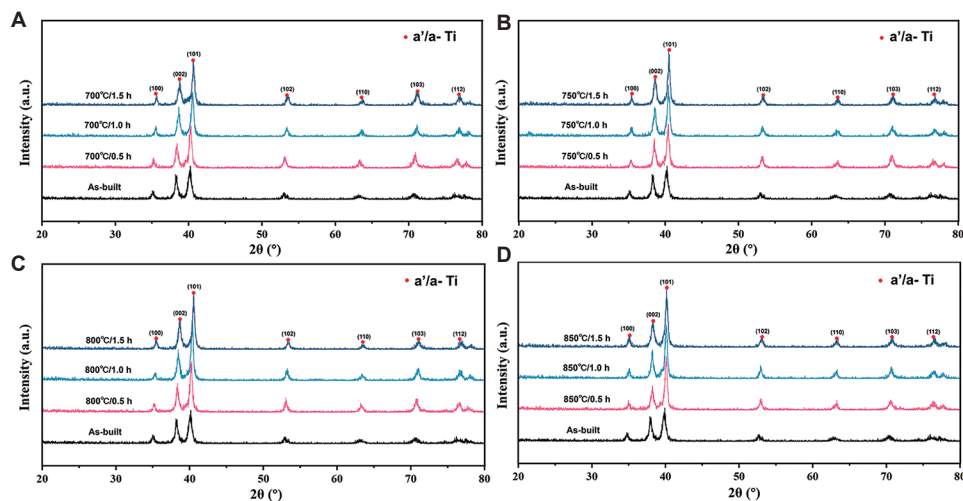 A
a'/a- Ti
(101)
(002)
(100)
(102)
(110)
(103)
(112)
700°C/1.5 h
700°C/1.0 h
700°C/0.5 h
As-built
Intensity (a.u.)
20 30 40 50 60 70 80
2θ (°)
B
a'/a- Ti
(101)
(002)
(100)
(102)
(110)
(103)
(112)
750°C/1.5 h
750°C/1.0 h
750°C/0.5 h
As-built
Intensity (a.u.)
20 30 40 50 60 70 80
2θ (°)
C
a'/a- Ti
(101)
(002)
(100)
(102)
(110)
(103)
(112)
800°C/1.5 h
800°C/1.0 h
800°C/0.5 h
As-built
Intensity (a.u.)
20 30 40 50 60 70 80
2θ (°)
D
a'/a- Ti
(101)
(002)
(100)
(102)
(110)
(103)
(112)
850°C/1.5 h
850°C/1.0 h
850°C/0.5 h
As-built
Intensity (a.u.)
20 30 40 50 60 70 80
2θ (°)